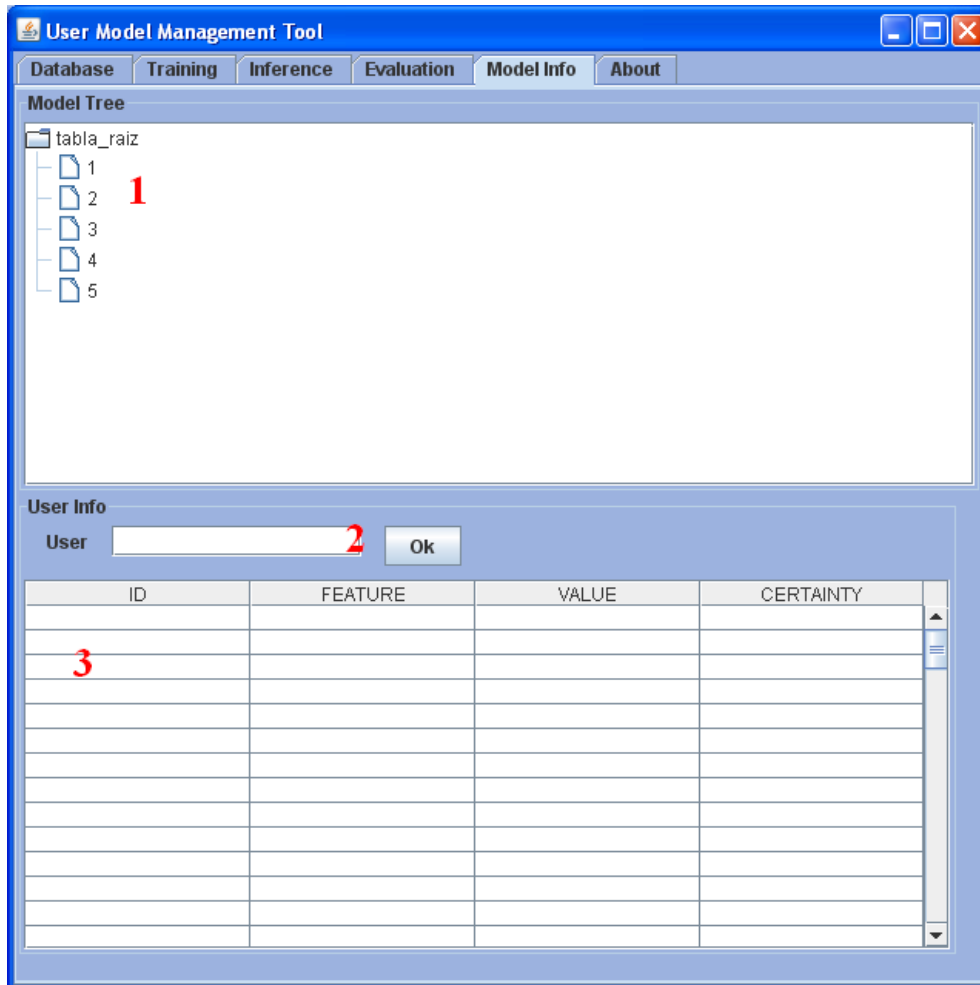 User Model Management Tool
Database Training Inference Evaluation Model Info About
Model Tree
tabla_raiz
1
2 1
3
4
5
User Info
User 2 Ok
ID FEATURE VALUE CERTAINTY
3